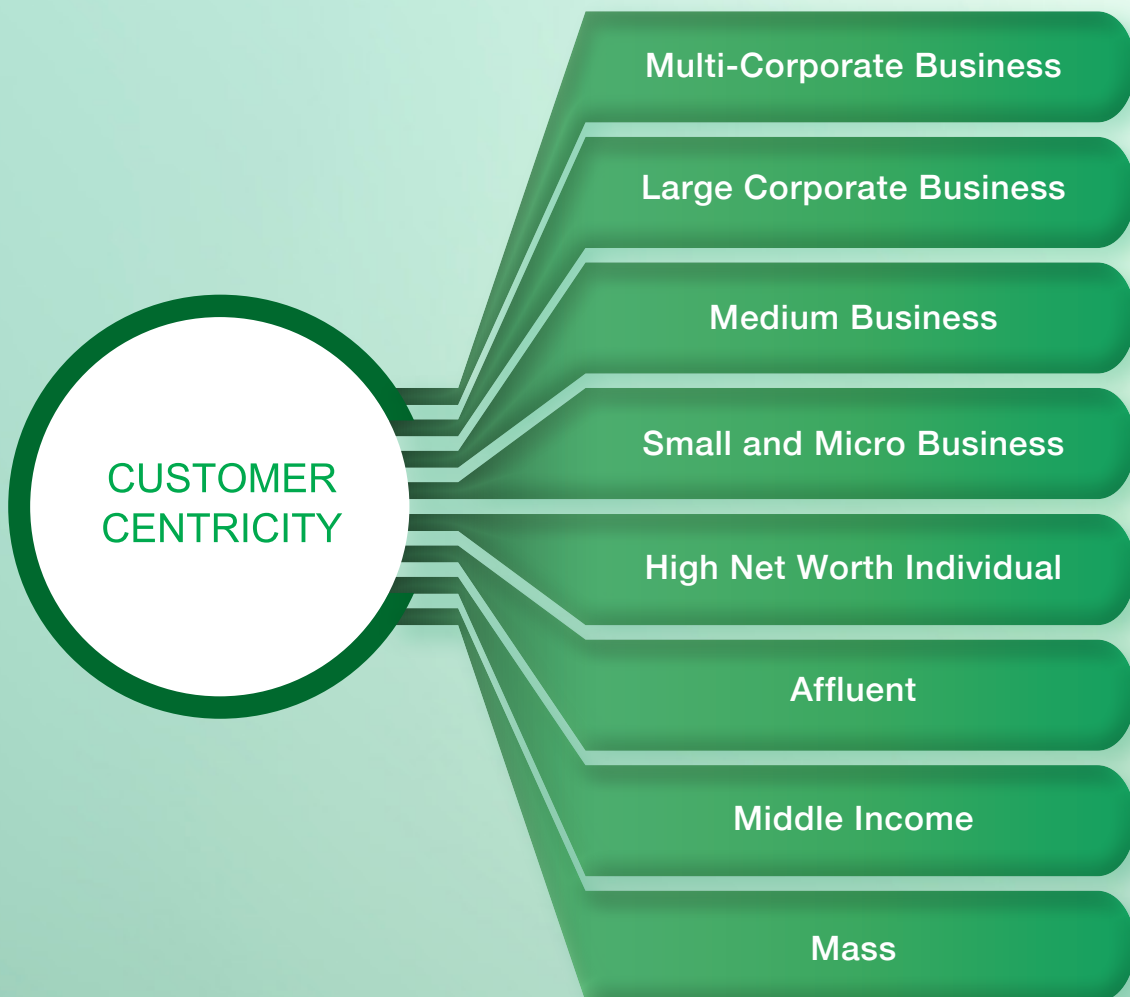 Multi-Corporate Business
Large Corporate Business
Medium Business
Small and Micro Business
CUSTOMER
CENTRICITY
High Net Worth Individual
Affluent
Middle Income
Mass